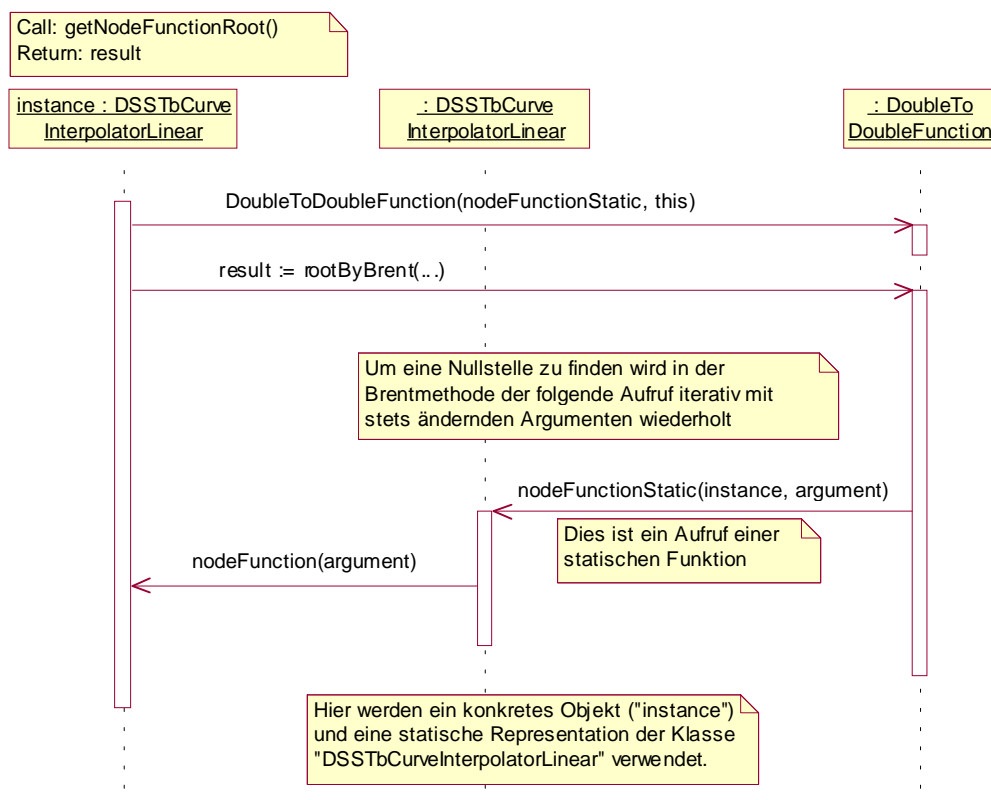 Call: getNodeFunctionRoot()
Return: result
instance : DSSTbCurve
InterpolatorLinear
: DSSTbCurve
InterpolatorLinear
: DoubleTo
DoubleFunction
DoubleToDoubleFunction(nodeFunctionStatic, this)
result := rootByBrent(...)
Um eine Nullstelle zu finden wird in der
Brentmethode der folgende Aufruf iterativ mit
stets ändernden Argumenten wiederholt
nodeFunctionStatic(instance, argument)
Dies ist ein Aufruf einer
statischen Funktion
nodeFunction(argument)
Hier werden ein konkretes Objekt ("instance")
und eine statische Representation der Klasse
"DSSTbCurveInterpolatorLinear" verwendet.